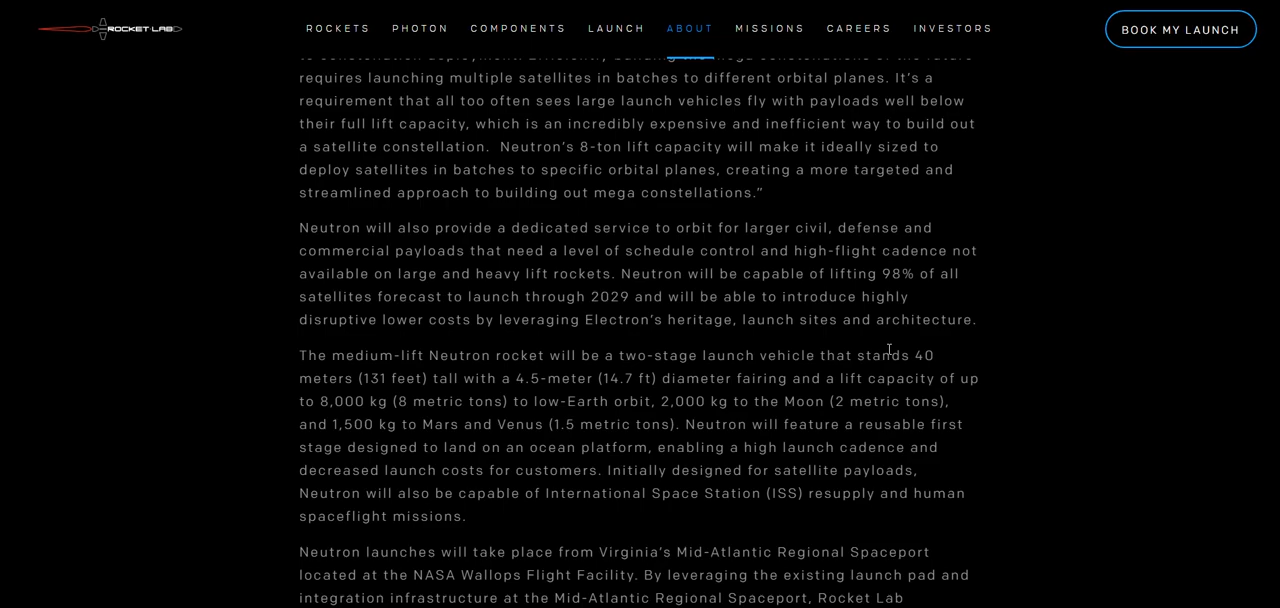 ROCKET LAB
ROCKETS PHOTON COMPONENTS LAUNCH ABOUT MISSIONS CAREERS INVESTORS
BOOK MY LAUNCH
requires launching multiple satellites in batches to different orbital planes. It’s a
requirement that all too often sees large launch vehicles fly with payloads well below
their full lift capacity, which is an incredibly expensive and inefficient way to build out
a satellite constellation.  Neutron’s 8-ton lift capacity will make it ideally sized to
deploy satellites in batches to specific orbital planes, creating a more targeted and
streamlined approach to building out mega constellations.”
Neutron will also provide a dedicated service to orbit for larger civil, defense and
commercial payloads that need a level of schedule control and high-flight cadence not
available on large and heavy lift rockets. Neutron will be capable of lifting 98% of all
satellites forecast to launch through 2029 and will be able to introduce highly
disruptive lower costs by leveraging Electron’s heritage, launch sites and architecture.
The medium-lift Neutron rocket will be a two-stage launch vehicle that stands 40
meters (131 feet) tall with a 4.5-meter (14.7 ft) diameter fairing and a lift capacity of up
to 8,000 kg (8 metric tons) to low-Earth orbit, 2,000 kg to the Moon (2 metric tons),
and 1,500 kg to Mars and Venus (1.5 metric tons). Neutron will feature a reusable first
stage designed to land on an ocean platform, enabling a high launch cadence and
decreased launch costs for customers. Initially designed for satellite payloads,
Neutron will also be capable of International Space Station (ISS) resupply and human
spaceflight missions.
Neutron launches will take place from Virginia’s Mid-Atlantic Regional Spaceport
located at the NASA Wallops Flight Facility. By leveraging the existing launch pad and
integration infrastructure at the Mid-Atlantic Regional Spaceport, Rocket Lab